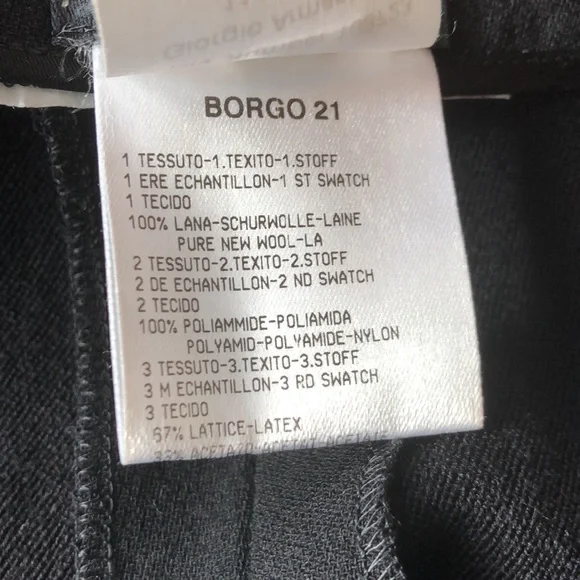 Giorgio Armani
BORGO 21
1 TESSUTO-1.TEXITO-1.STOFF
1 ERE ECHANTILLON-1 ST SWATCH
1 TECIDO
100% LANA-SCHURWOLLE-LAINE
PURE NEW WOOL-LA
2 TESSUTO-2.TEXITO-2.STOFF
2 DE ECHANTILLON-2 ND SWATCH
2 TECIDO
100% POLIAMMIDE-POLIAMIDA
POLYAMID-POLYAMIDE-NYLON
3 TESSUTO-3.TEXITO-3.STOFF
3 M ECHANTILLON-3 RD SWATCH
3 TECIDO
67% LATTICE-LATEX